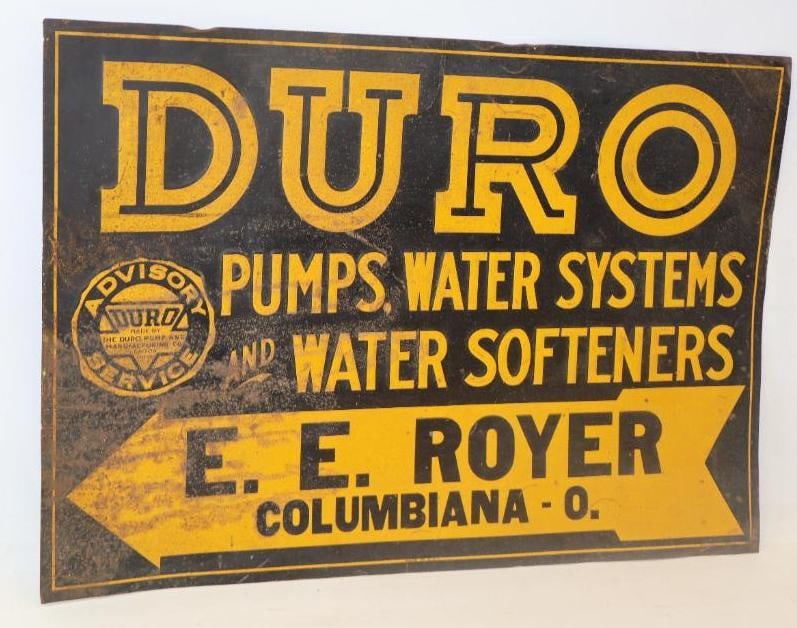 DURO
PUMPS, WATER SYSTEMS
AND WATER SOFTENERS
ADVISORY
DURO
MADE BY
THE DURO PUMP AND
MANUFACTURING CO.
SERVICE
E. E. ROYER
COLUMBIANA - O.